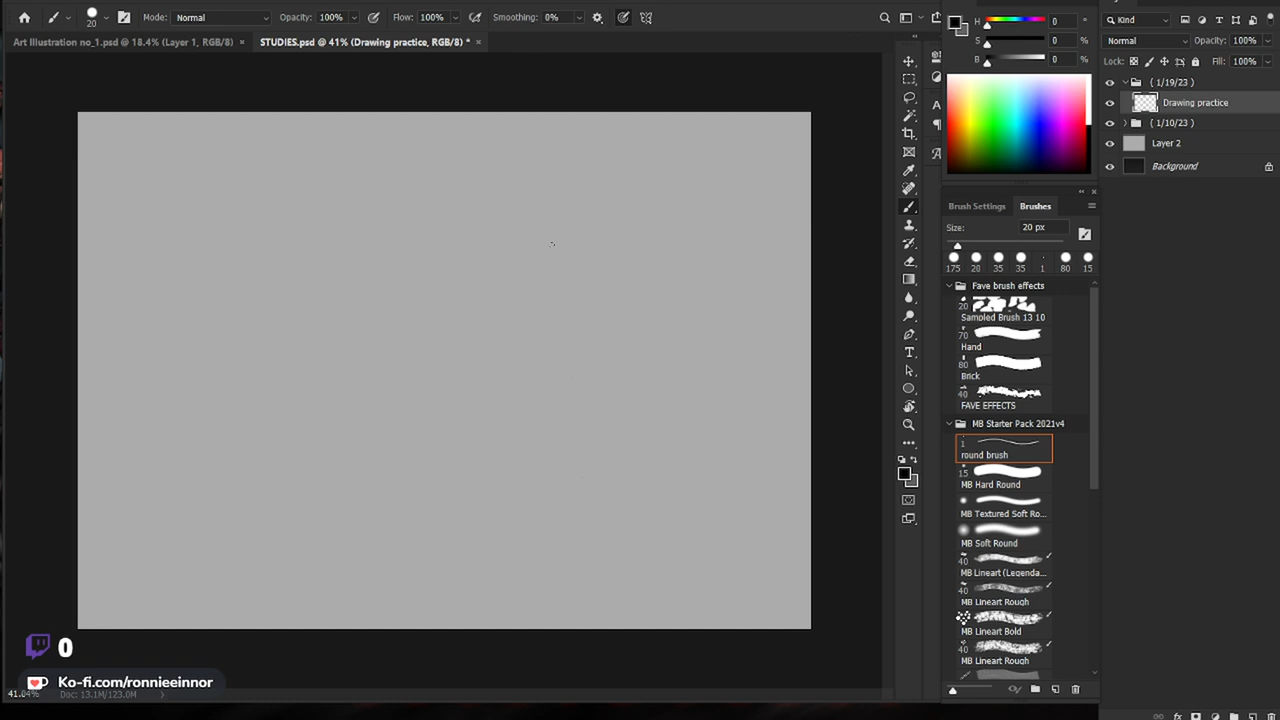 20 Mode: Normal Opacity: 100% Flow: 100% Smoothing: 0%
Art Illustration no_1.psd @ 18.4% (Layer 1, RGB/8) × STUDIES.psd @ 41% (Drawing practice, RGB/8) * ×
H 0 °
S 0 %
B 0 %
Kind
Normal Opacity: 100%
Lock: Fill: 100%
( 1/19/23 )
Drawing practice
( 1/10/23 )
Layer 2
Background
Brush Settings Brushes
Size: 20 px
175 20 35 35 1 80 15
Fave brush effects
20
Sampled Brush 13 10
70
Hand
80
Brick
40
FAVE EFFECTS
MB Starter Pack 2021v4
1
round brush
15
MB Hard Round
MB Textured Soft Ro...
MB Soft Round
40
MB Lineart (Legenda...
40
MB Lineart Rough
MB Lineart Bold
40
MB Lineart Rough
0
Ko-fi.com/ronnieeinnor
41.04% Doc: 13.1M/123.0M